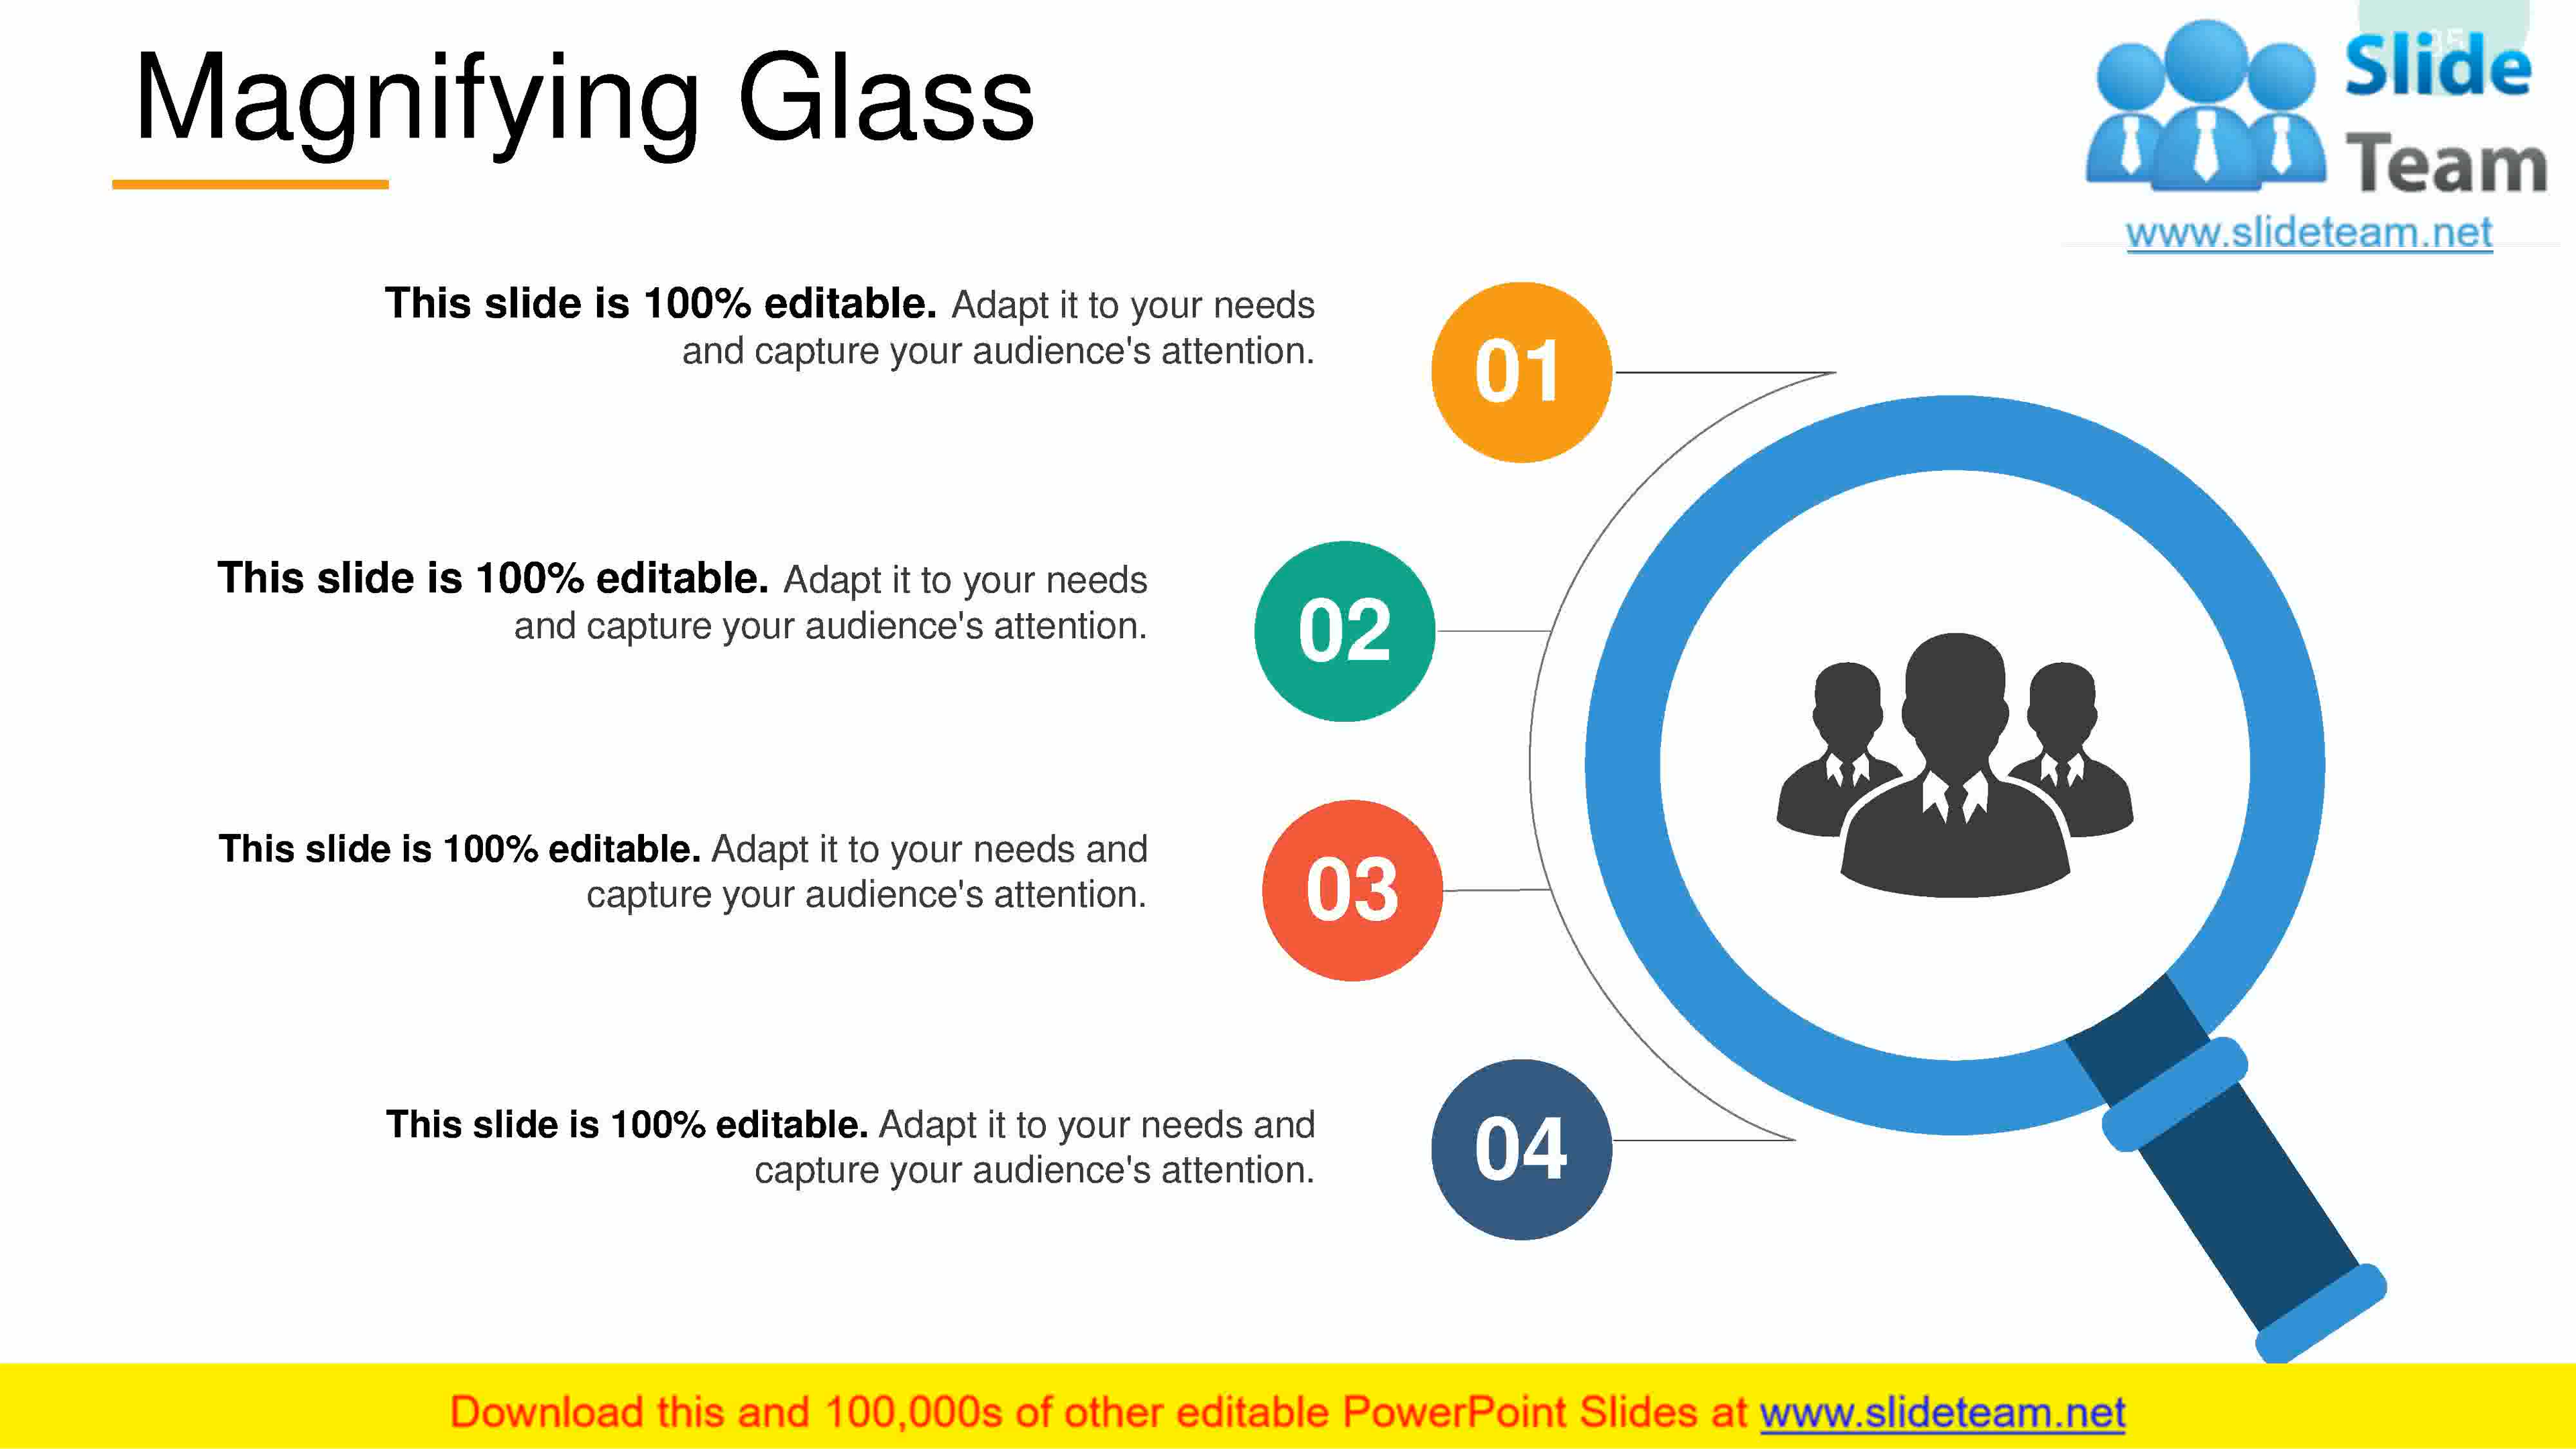 Magnifying Glass
35
Slide
Team
www.slideteam.net
This slide is 100% editable. Adapt it to your needs
and capture your audience's attention.
01
This slide is 100% editable. Adapt it to your needs
and capture your audience's attention.
02
This slide is 100% editable. Adapt it to your needs and
capture your audience's attention.
03
This slide is 100% editable. Adapt it to your needs and
capture your audience's attention.
04
Download this and 100,000s of other editable PowerPoint Slides at www.slideteam.net